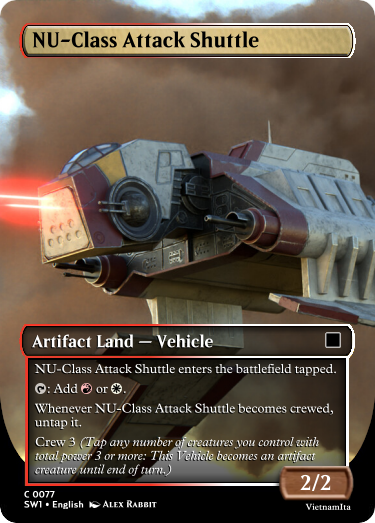 NU-Class Attack Shuttle
Artifact Land — Vehicle
NU-Class Attack Shuttle enters the battlefield tapped.
: Add or .
Whenever NU-Class Attack Shuttle becomes crewed,
untap it.
Crew 3 (Tap any number of creatures you control with
total power 3 or more: This Vehicle becomes an artifact
creature until end of turn.)
2/2
C 0077
SW1 • English ALEX RABBIT
VietnamIta